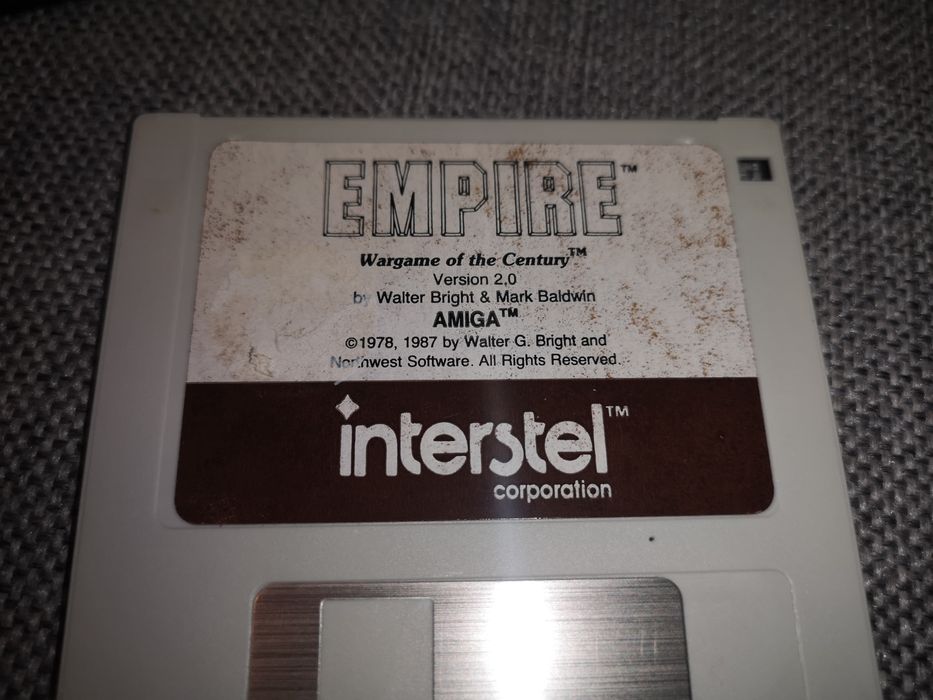 EMPIRE™
Wargame of the Century™
Version 2.0
by Walter Bright & Mark Baldwin
AMIGA™
©1978, 1987 by Walter G. Bright and
Northwest Software. All Rights Reserved.
interstel™
corporation